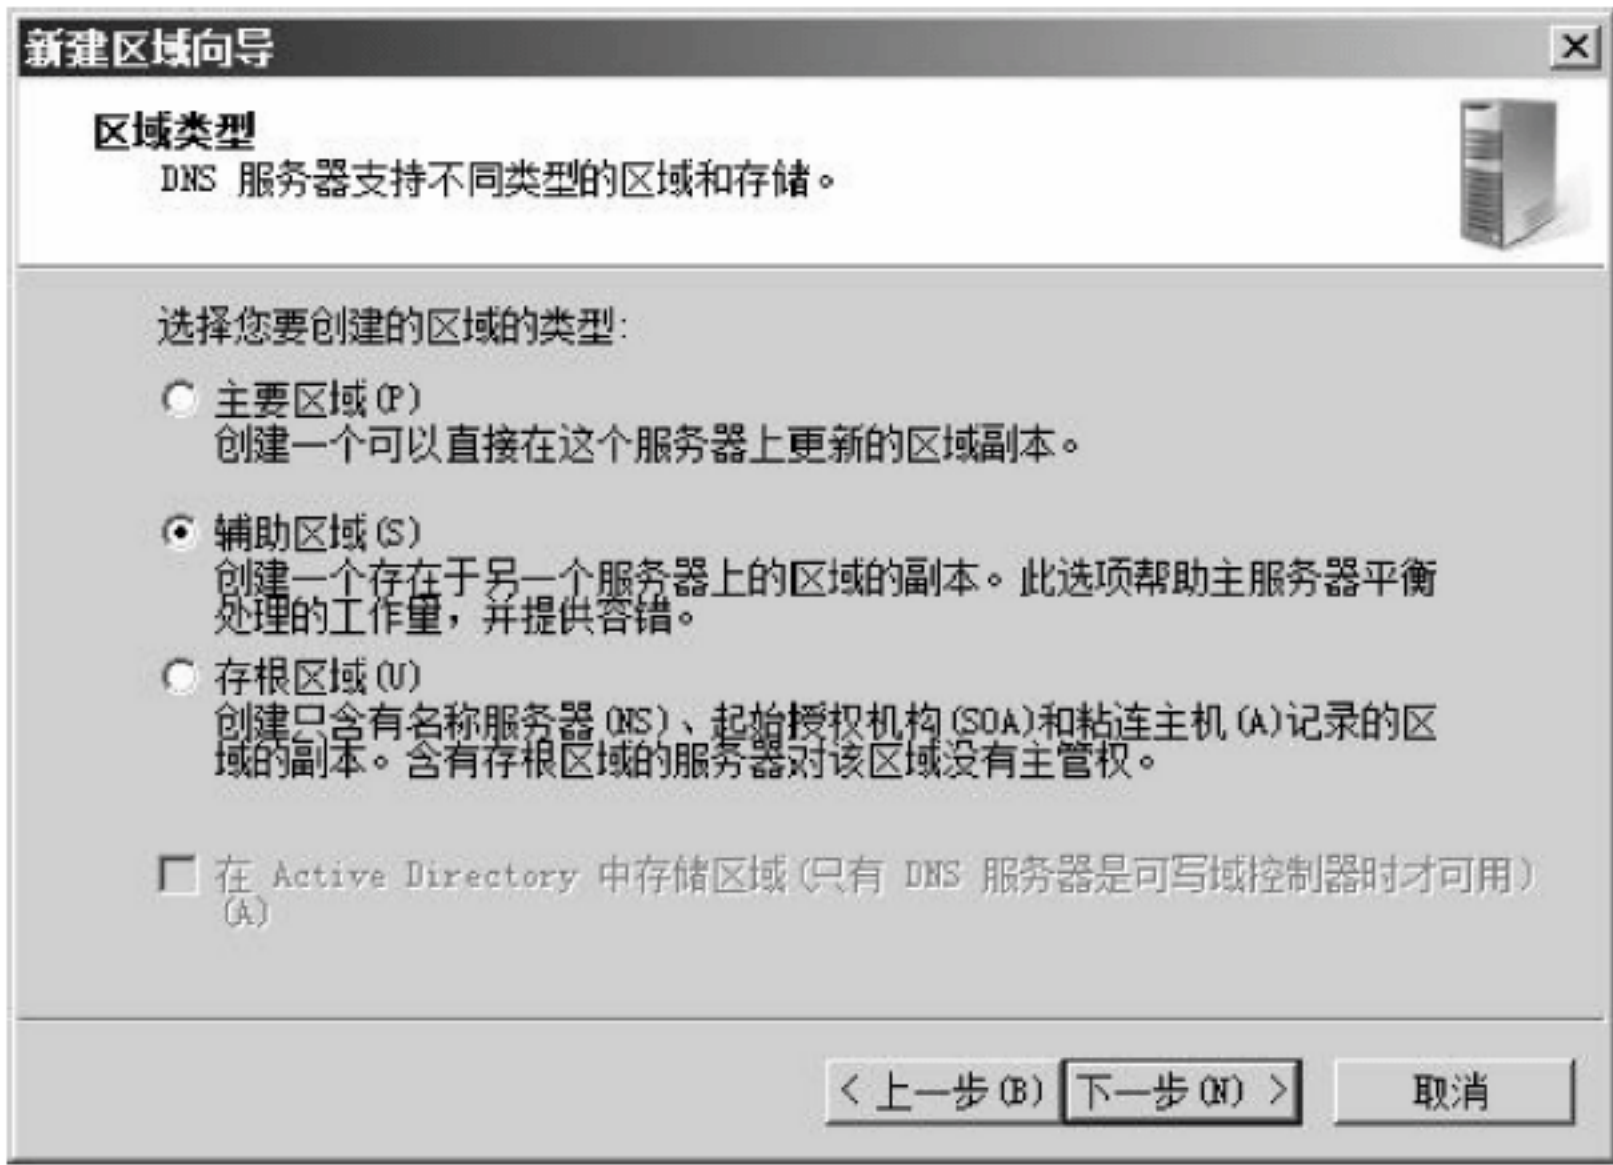 新建区域向导
区域类型
DNS 服务器支持不同类型的区域和存储。
选择您要创建的区域的类型:
主要区域(P)
创建一个可以直接在这个服务器上更新的区域副本。
辅助区域(S)
创建一个存在于另一个服务器上的区域的副本。此选项帮助主服务器平衡
处理的工作量，并提供容错。
存根区域(U)
创建只含有名称服务器(NS)、起始授权机构(SOA)和粘连主机(A)记录的区
域的副本。含有存根区域的服务器对该区域没有主管权。
在 Active Directory 中存储区域(只有 DNS 服务器是可写域控制器时才可用)
(A)
< 上一步(B) 下一步(N) > 取消